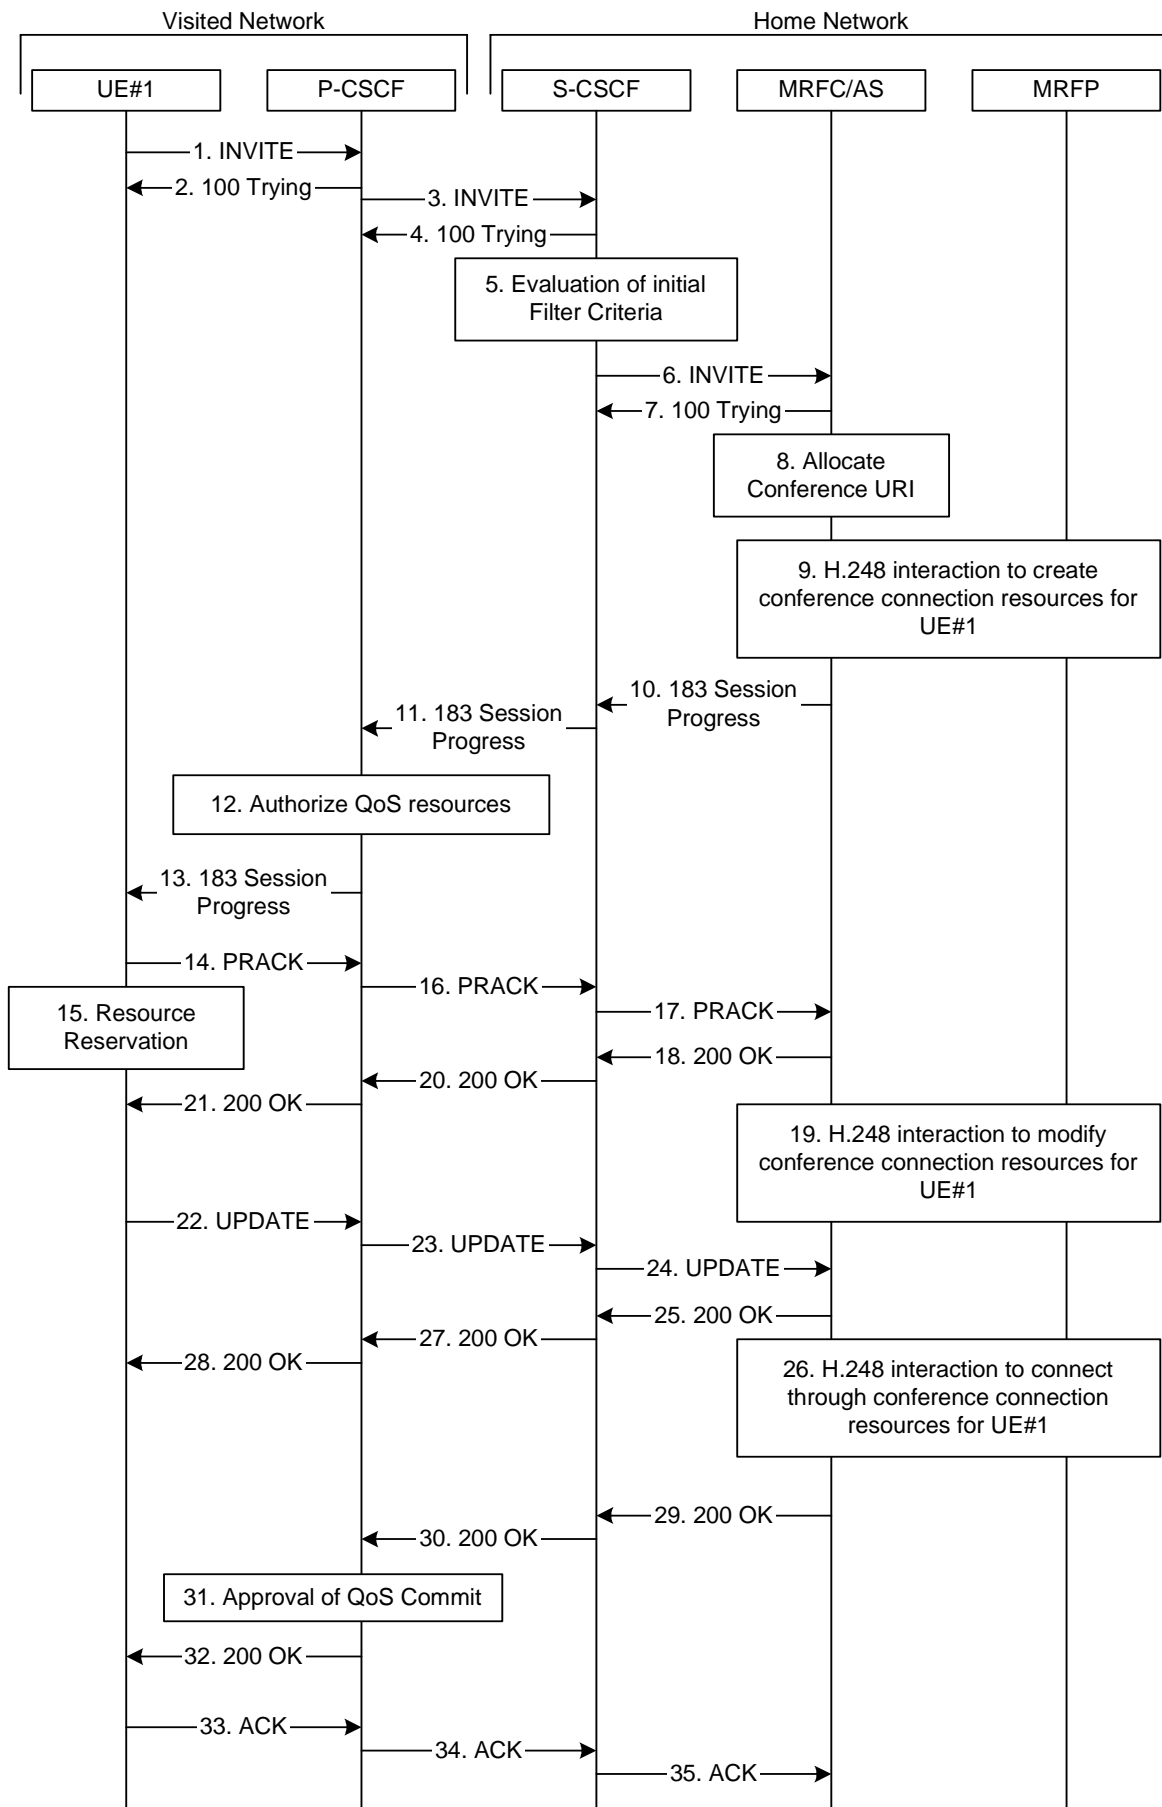 Visited Network
Home Network
UE#1
P-CSCF
S-CSCF
MRFC/AS
MRFP
1. INVITE
2. 100 Trying
3. INVITE
4. 100 Trying
5. Evaluation of initial
Filter Criteria
6. INVITE
7. 100 Trying
8. Allocate
Conference URI
9. H.248 interaction to create
conference connection resources for
UE#1
10. 183 Session
Progress
11. 183 Session
Progress
12. Authorize QoS resources
13. 183 Session
Progress
14. PRACK
15. Resource
Reservation
16. PRACK
17. PRACK
18. 200 OK
20. 200 OK
21. 200 OK
19. H.248 interaction to modify
conference connection resources for
UE#1
22. UPDATE
23. UPDATE
24. UPDATE
25. 200 OK
27. 200 OK
28. 200 OK
26. H.248 interaction to connect
through conference connection
resources for UE#1
29. 200 OK
30. 200 OK
31. Approval of QoS Commit
32. 200 OK
33. ACK
34. ACK
35. ACK